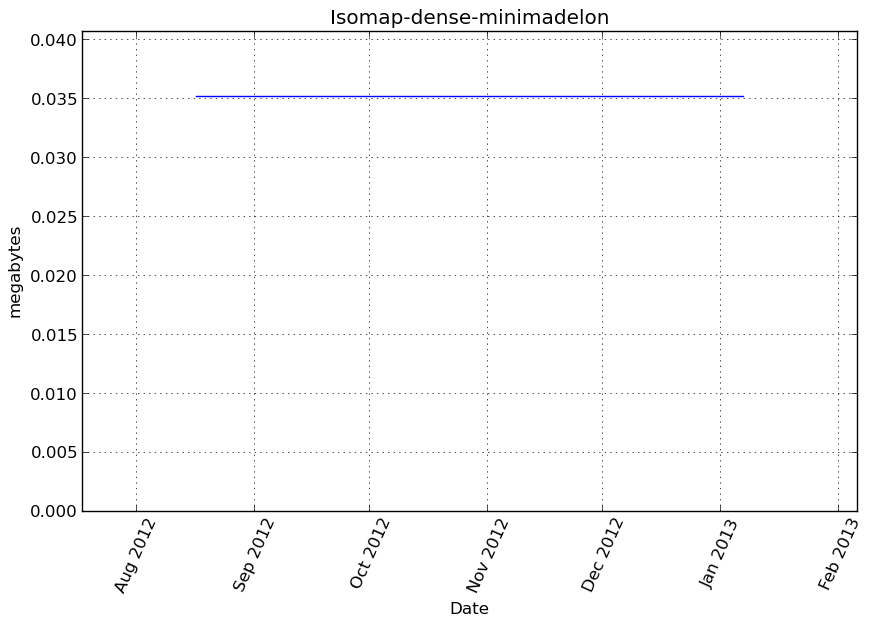 Isomap-dense-minimadelon
0.040
0.035
0.030
0.025
0.020
0.015
0.010
0.005
0.000
megabytes
Aug 2012
Sep 2012
Oct 2012
Nov 2012
Dec 2012
Jan 2013
Feb 2013
Date